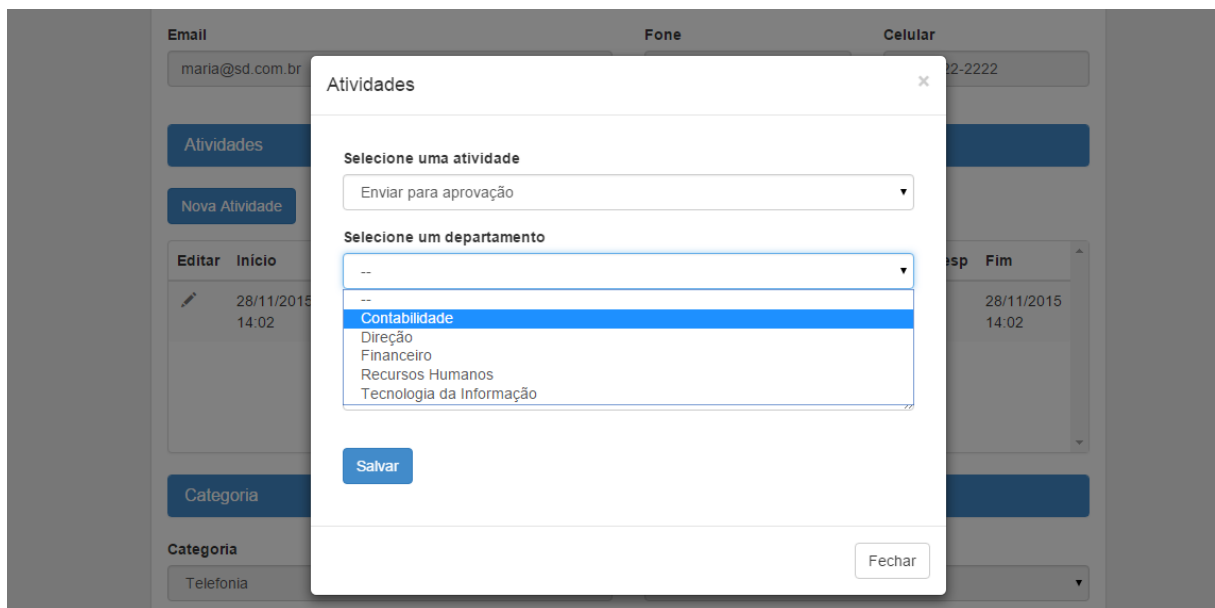 Email Fone Celular
maria@sd.com.br 22-2222
Atividades ×
Atividades
Selecione uma atividade
Enviar para aprovação
Nova Atividade
Selecione um departamento
Editar Início -- esp Fim
--
28/11/2015 Contabilidade 28/11/2015
14:02 Direção 14:02
Financeiro
Recursos Humanos
Tecnologia da Informação
Salvar
Categoria
Categoria
Fechar
Telefonia